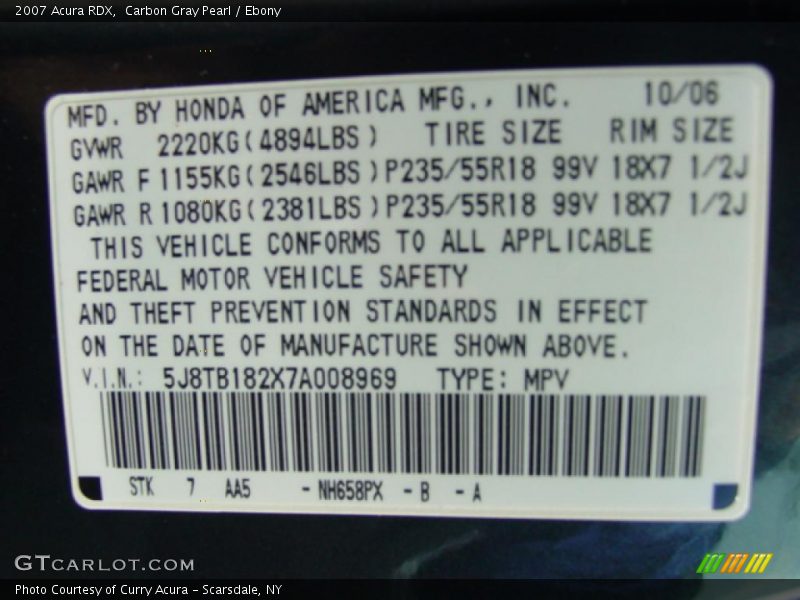 2007 Acura RDX, Carbon Gray Pearl / Ebony
MFD. BY HONDA OF AMERICA MFG., INC. 10/06
GVWR 2220KG(4894LBS) TIRE SIZE RIM SIZE
GAWR F 1155KG(2546LBS) P235/55R18 99V 18X7 1/2J
GAWR R 1080KG(2381LBS) P235/55R18 99V 18X7 1/2J
THIS VEHICLE CONFORMS TO ALL APPLICABLE
FEDERAL MOTOR VEHICLE SAFETY
AND THEFT PREVENTION STANDARDS IN EFFECT
ON THE DATE OF MANUFACTURE SHOWN ABOVE.
V.I.N.: 5J8TB182X7A008969 TYPE: MPV
STK 7 AA5 - NH658PX - B - A
GTCARLOT.COM
Photo Courtesy of Curry Acura - Scarsdale, NY